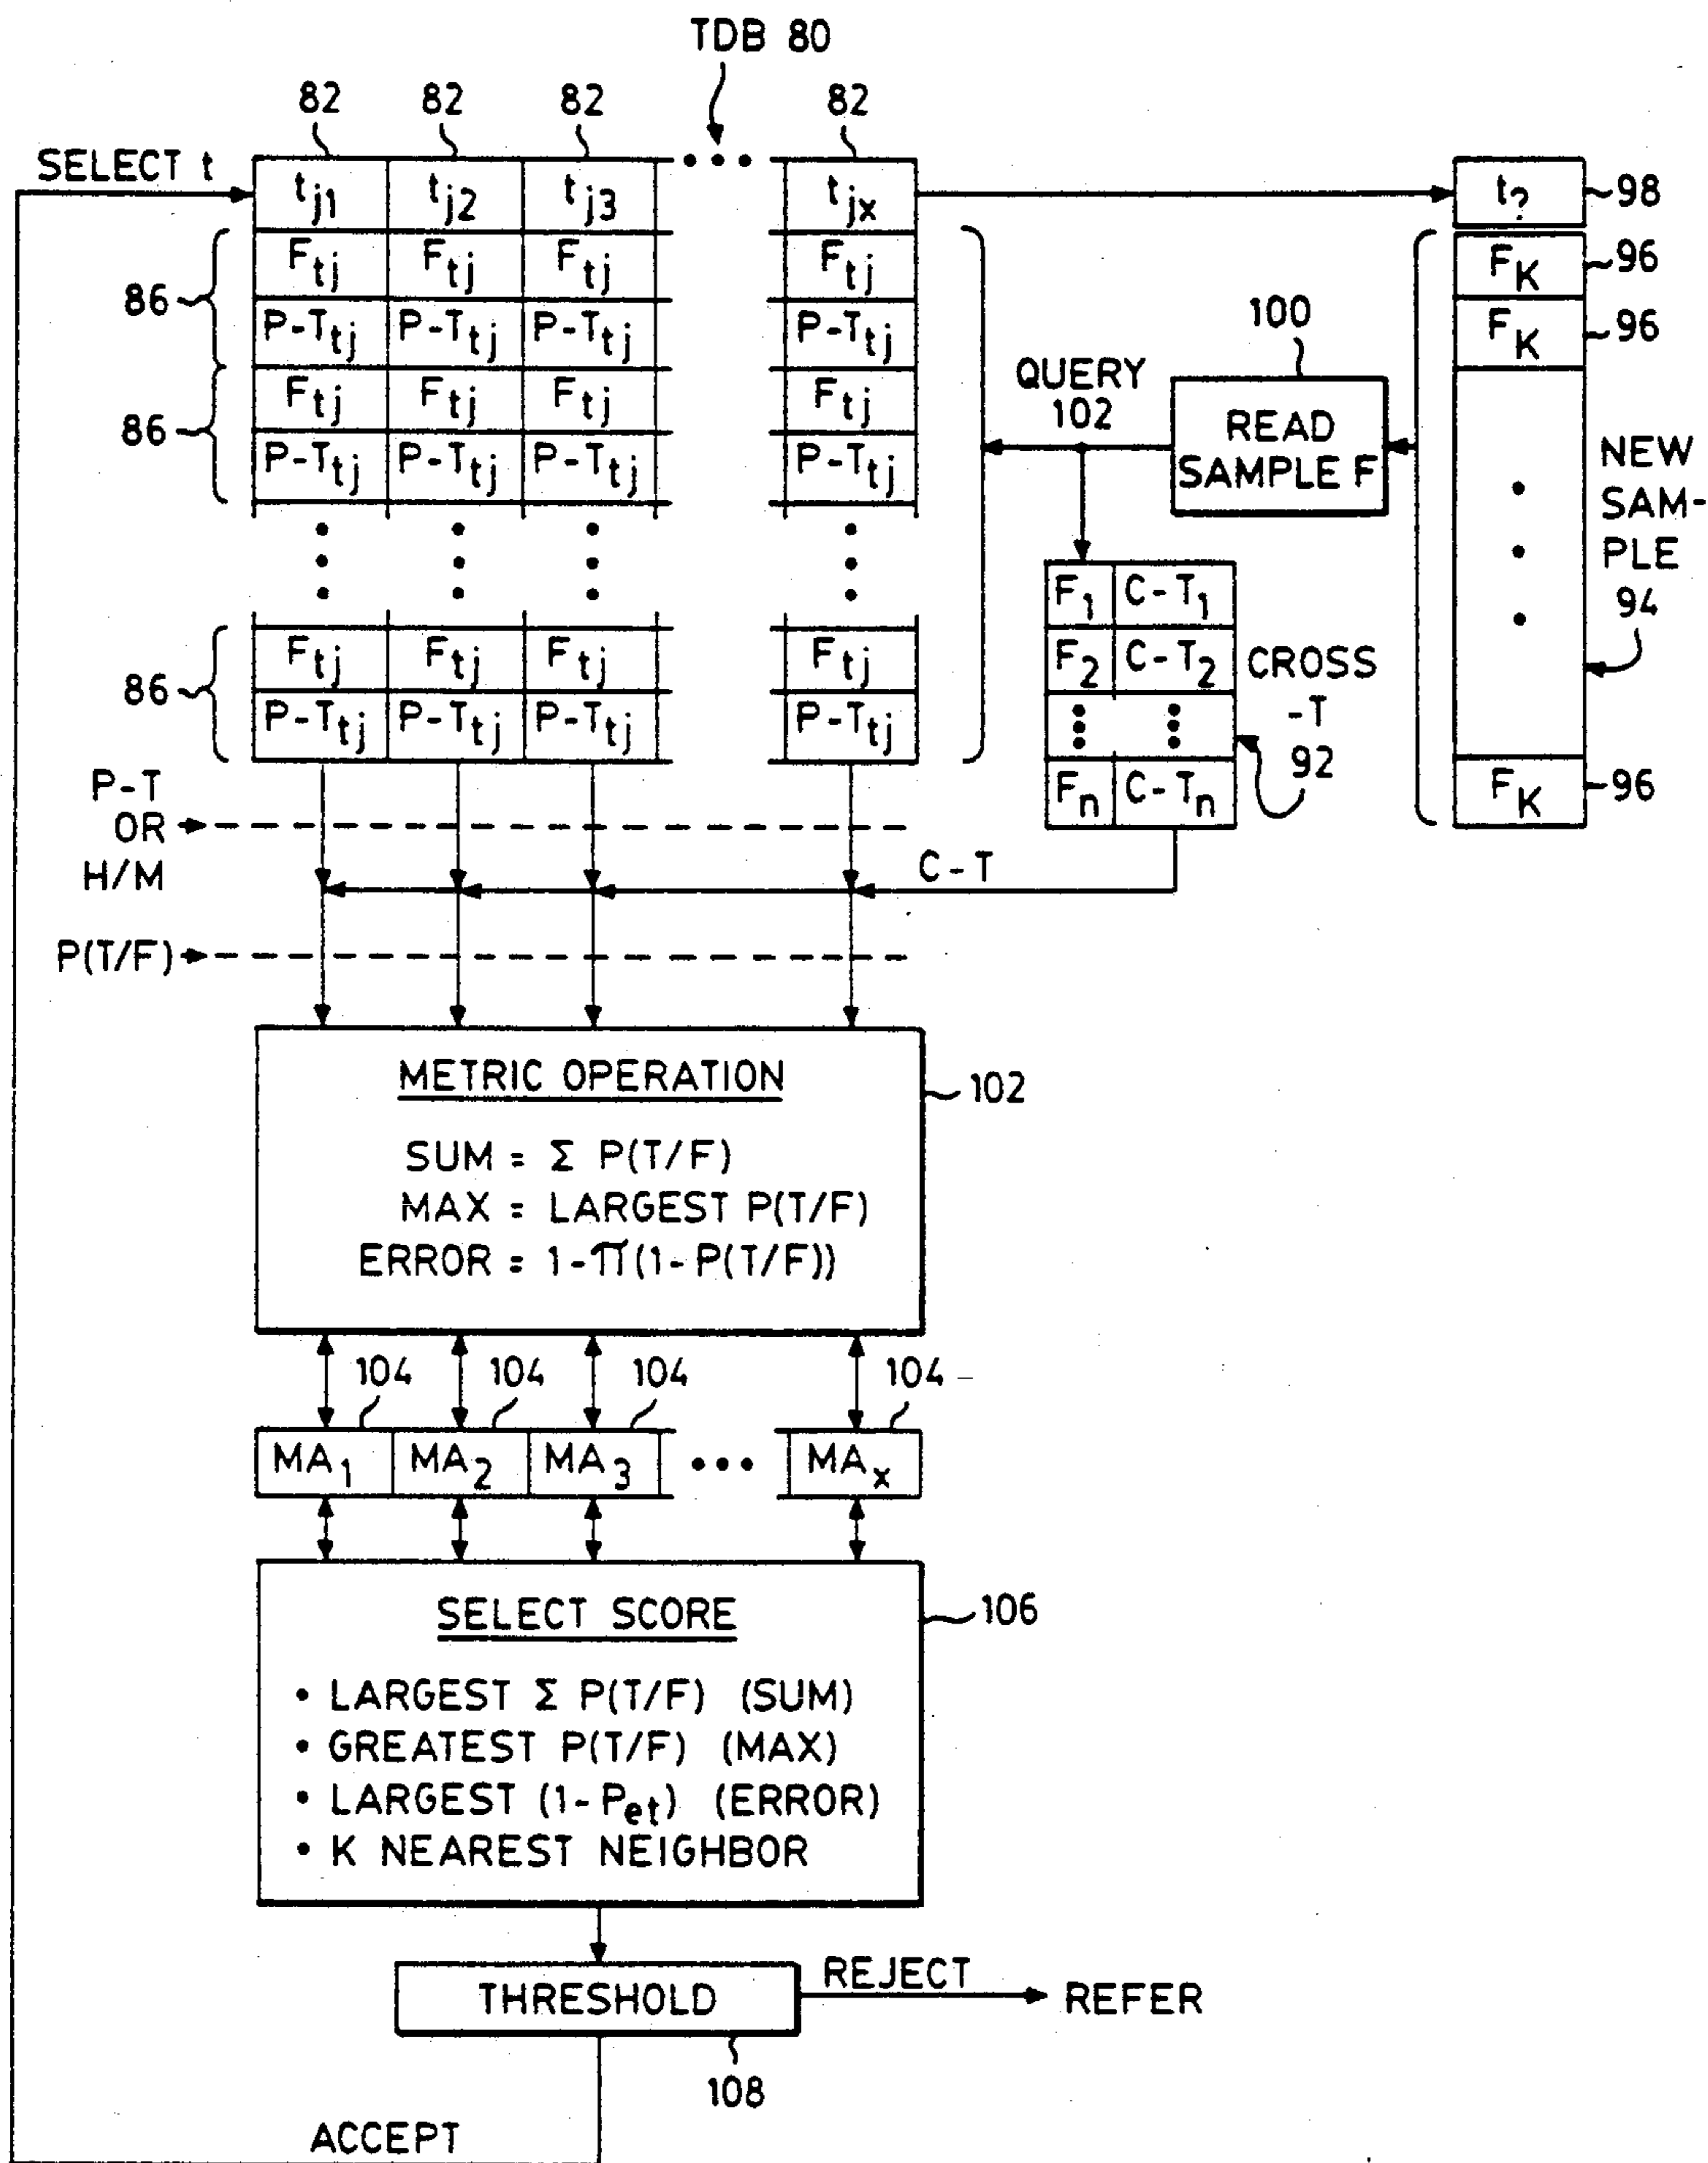 TDB 80
82 82 82 82
SELECT t
t_j1 t_j2 t_j3 ••• t_jx
t_? 98
F_tj F_tj F_tj F_tj
F_K 96
86
P-T_tj P-T_tj P-T_tj P-T_tj
100
F_K 96
F_tj F_tj F_tj F_tj
QUERY
102
READ
SAMPLE F
86
P-T_tj P-T_tj P-T_tj P-T_tj
NEW
SAM-
PLE
94
F_1 C-T_1
F_2 C-T_2
CROSS
-T
92
F_n C-T_n
F_tj F_tj F_tj F_tj
86
P-T_tj P-T_tj P-T_tj P-T_tj
F_K 96
P-T
OR
H/M
C-T
P(T/F)
METRIC OPERATION
102
SUM = Σ P(T/F)
MAX = LARGEST P(T/F)
ERROR = 1-π(1-P(T/F))
104 104 104 104
MA_1 MA_2 MA_3 ••• MA_x
SELECT SCORE
106
• LARGEST Σ P(T/F) (SUM)
• GREATEST P(T/F) (MAX)
• LARGEST (1-P_et) (ERROR)
• K NEAREST NEIGHBOR
THRESHOLD
REJECT
REFER
108
ACCEPT